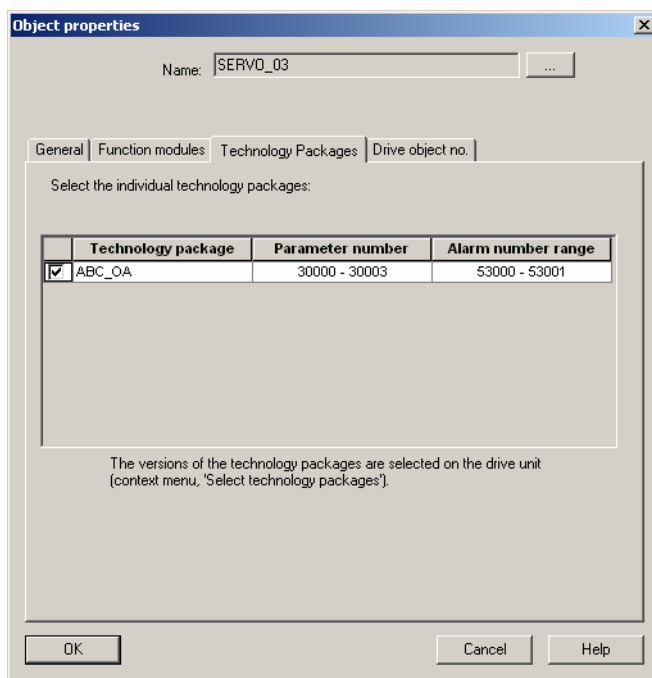 Object properties
Name: SERVO_03 ...
General Function modules Technology Packages Drive object no.
Select the individual technology packages:
Technology package Parameter number Alarm number range
ABC_OA 30000 - 30003 53000 - 53001
The versions of the technology packages are selected on the drive unit
(context menu, 'Select technology packages').
OK Cancel Help